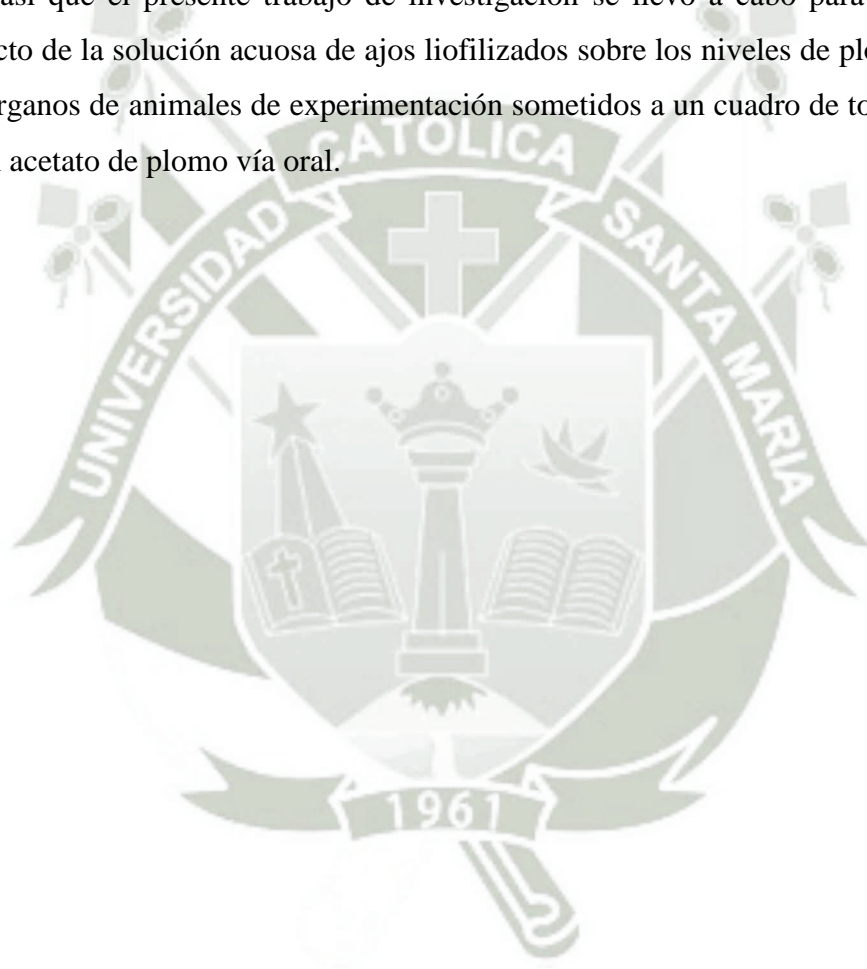 así que el presente trabajo de investigación se llevó a cabo para
cto de la solución acuosa de ajos liofilizados sobre los niveles de
rganos de animales de experimentación sometidos a un cuadro de
acetato de plomo vía oral.
UNIVERSIDAD CATOLICA SANTA MARIA
1961